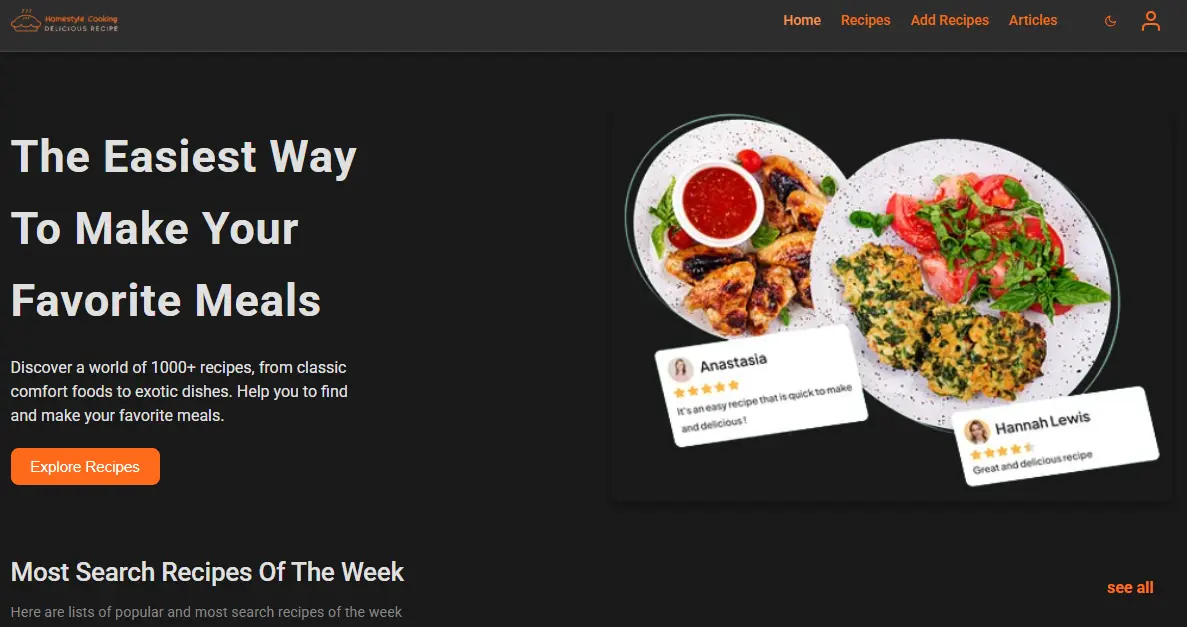 Homestyle Cooking
DELICIOUS RECIPE
Home Recipes Add Recipes Articles
The Easiest Way
To Make Your
Favorite Meals
Discover a world of 1000+ recipes, from classic
comfort foods to exotic dishes. Help you to find
and make your favorite meals.
Explore Recipes
Anastasia
It's an easy recipe that is quick to make
and delicious!
Hannah Lewis
Great and delicious recipe
Most Search Recipes Of The Week
see all
Here are lists of popular and most search recipes of the week